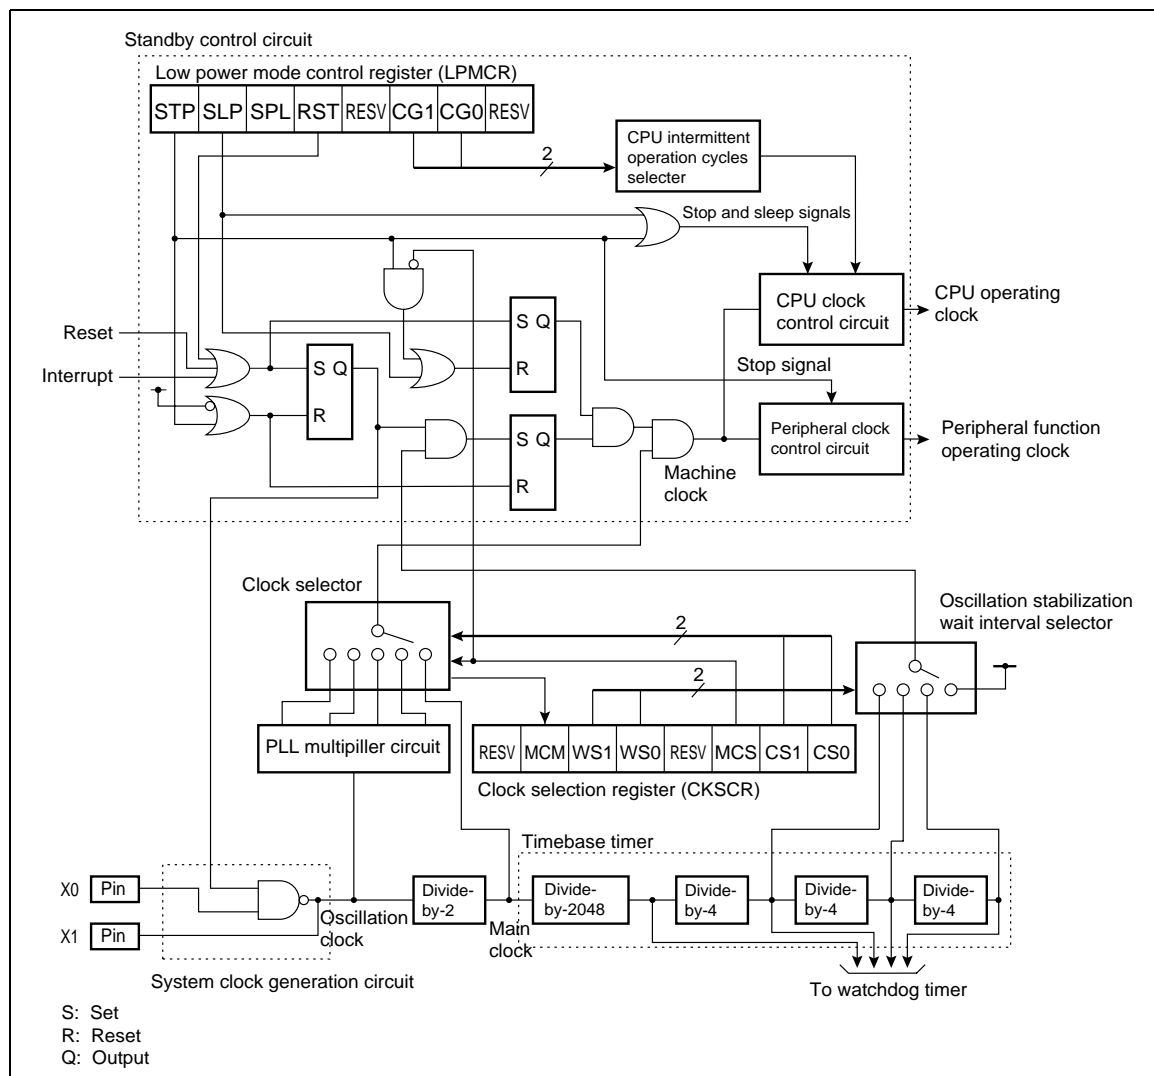 Standby control circuit
Low power mode control register (LPMCR)
STP SLP SPL RST RESV CG1 CG0 RESV
2
CPU intermittent
operation cycles
selecter
Stop and sleep signals
CPU clock
control circuit
CPU operating
clock
S Q
R
Reset
Interrupt
S Q
R
Stop signal
S Q
R
Peripheral clock
control circuit
Peripheral function
operating clock
Machine
clock
Clock selector
2
Oscillation stabilization
wait interval selector
2
PLL multipiller circuit
RESV MCM WS1 WS0 RESV MCS CS1 CS0
Clock selection register (CKSCR)
Timebase timer
X0 Pin
X1 Pin
Oscillation
clock
Divide-
by-2
Main
clock
Divide-
by-2048
Divide-
by-4
Divide-
by-4
Divide-
by-4
System clock generation circuit
To watchdog timer
S: Set
R: Reset
Q: Output